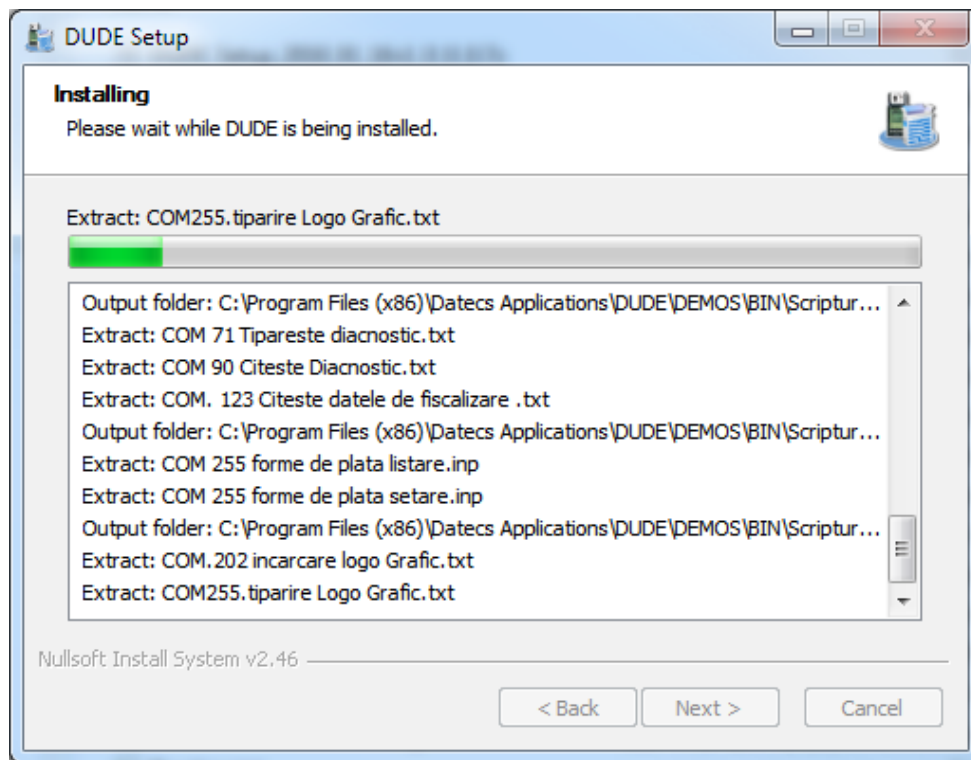 DUDE Setup
Installing
Please wait while DUDE is being installed.
Extract: COM255.tiparire Logo Grafic.txt
Output folder: C:\Program Files (x86)\Datecs Applications\DUDE\DEMOS\BIN\Scriptur...
Extract: COM 71 Tipareste diacnostic.txt
Extract: COM 90 Citeste Diacnostic.txt
Extract: COM. 123 Citeste datele de fiscalizare .txt
Output folder: C:\Program Files (x86)\Datecs Applications\DUDE\DEMOS\BIN\Scriptur...
Extract: COM 255 forme de plata listare.inp
Extract: COM 255 forme de plata setare.inp
Output folder: C:\Program Files (x86)\Datecs Applications\DUDE\DEMOS\BIN\Scriptur...
Extract: COM.202 incarcare logo Grafic.txt
Extract: COM255.tiparire Logo Grafic.txt
Nullsoft Install System v2.46
< Back Next > Cancel